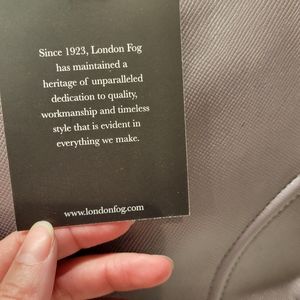 Since 1923, London Fog
has maintained a
heritage of unparalleled
dedication to quality,
workmanship and timeless
style that is evident in
everything we make.
www.londonfog.com